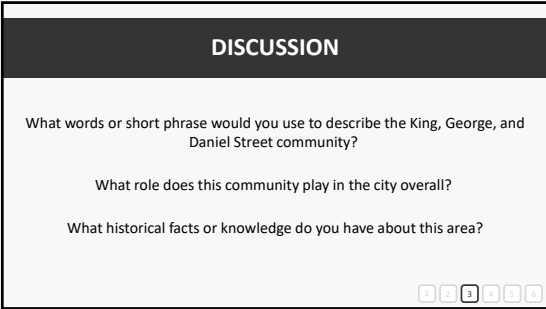 DISCUSSION
What words or short phrase would you use to describe the King, George, and
Daniel Street community?
What role does this community play in the city overall?
What historical facts or knowledge do you have about this area?
1 2 3 4 5 6